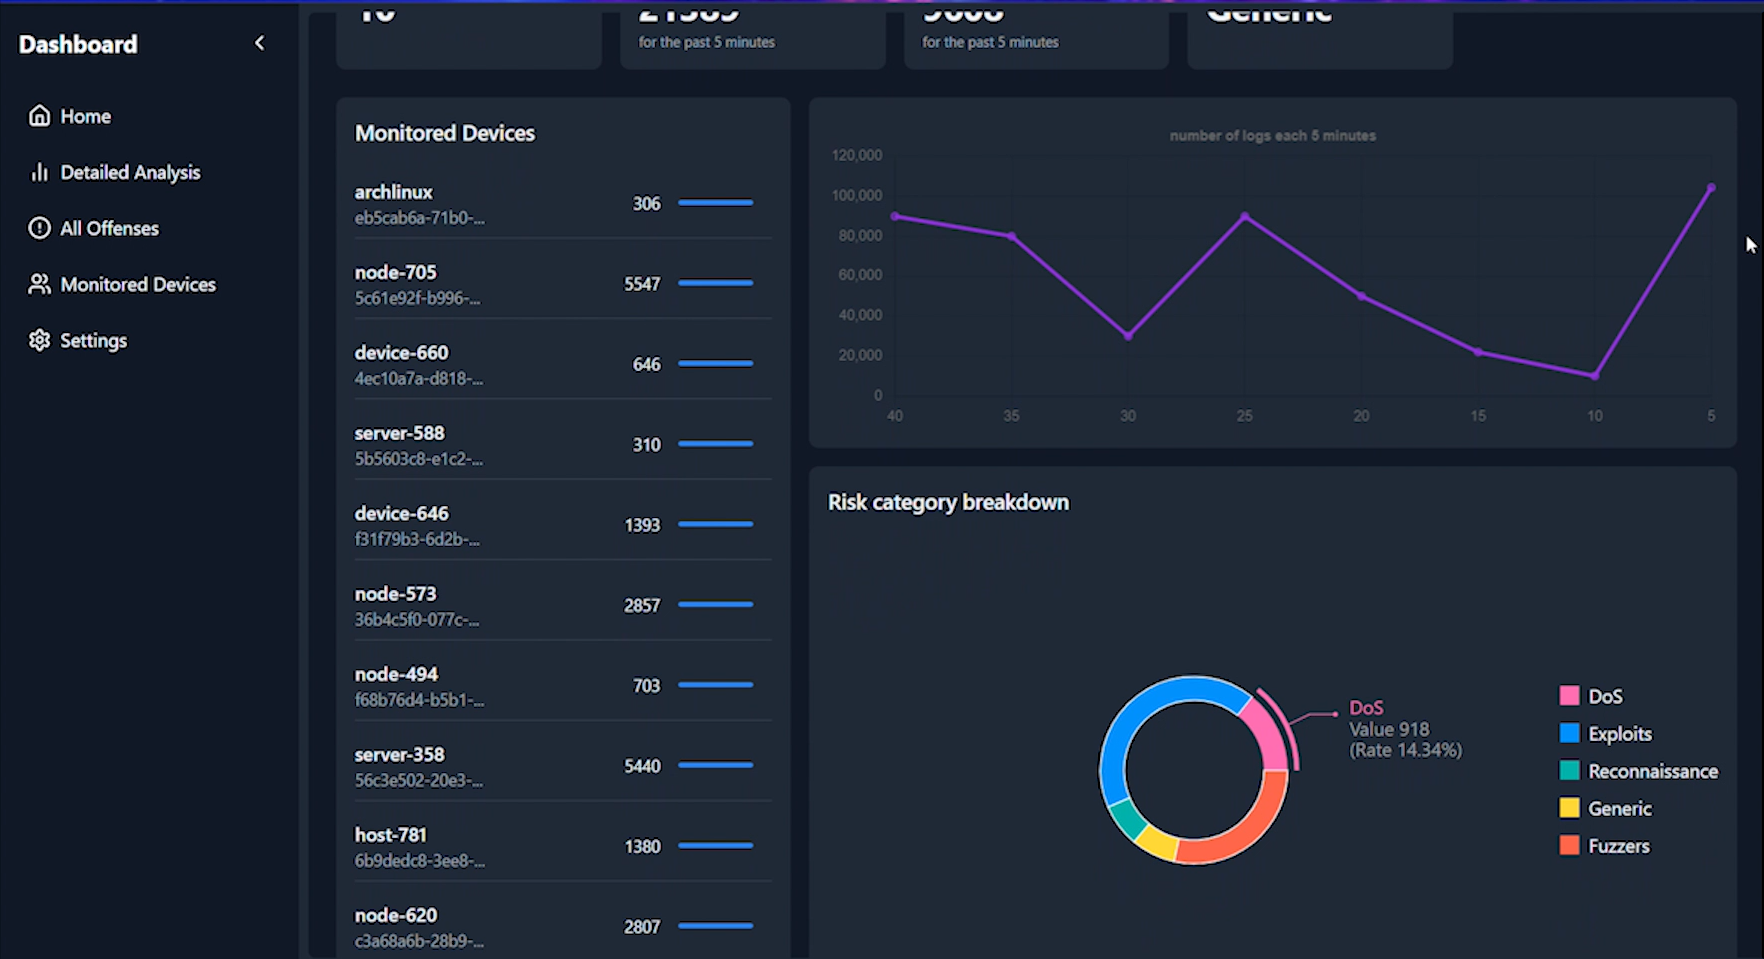 Dashboard
Home
Detailed Analysis
All Offenses
Monitored Devices
Settings
10
21389
for the past 5 minutes
for the past 5 minutes
Generic
Monitored Devices
archlinux
eb5cab6a-71b0-...
306
node-705
5c61e92f-b996-...
5547
device-660
4ec10a7a-d818-...
646
server-588
5b5603c8-e1c2-...
310
device-646
f31f79b3-6d2b-...
1393
node-573
36b4c5f0-077c-...
2857
node-494
f68b76d4-b5b1-...
703
server-358
56c3e502-20e3-...
5440
host-781
6b9dedc8-3ee8-...
1380
node-620
c3a68a6b-28b9-...
2807
number of logs each 5 minutes
120,000
100,000
80,000
60,000
40,000
20,000
0
40 35 30 25 20 15 10 5
Risk category breakdown
DoS
Value 918
(Rate 14.34%)
DoS
Exploits
Reconnaissance
Generic
Fuzzers